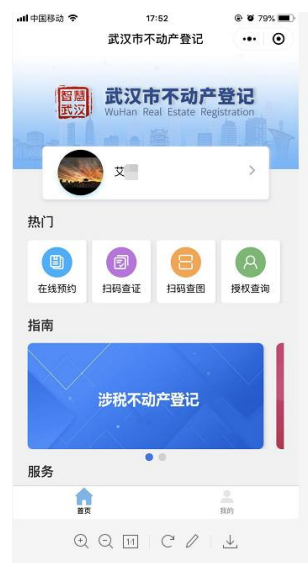 中国移动 17:52 79%
武汉市不动产登记
智慧武汉 武汉市不动产登记
WuHan Real Estate Registration
艾
热门
在线预约 扫码查证 扫码查图 授权查询
指南
涉税不动产登记
服务
首页 我的
1:1